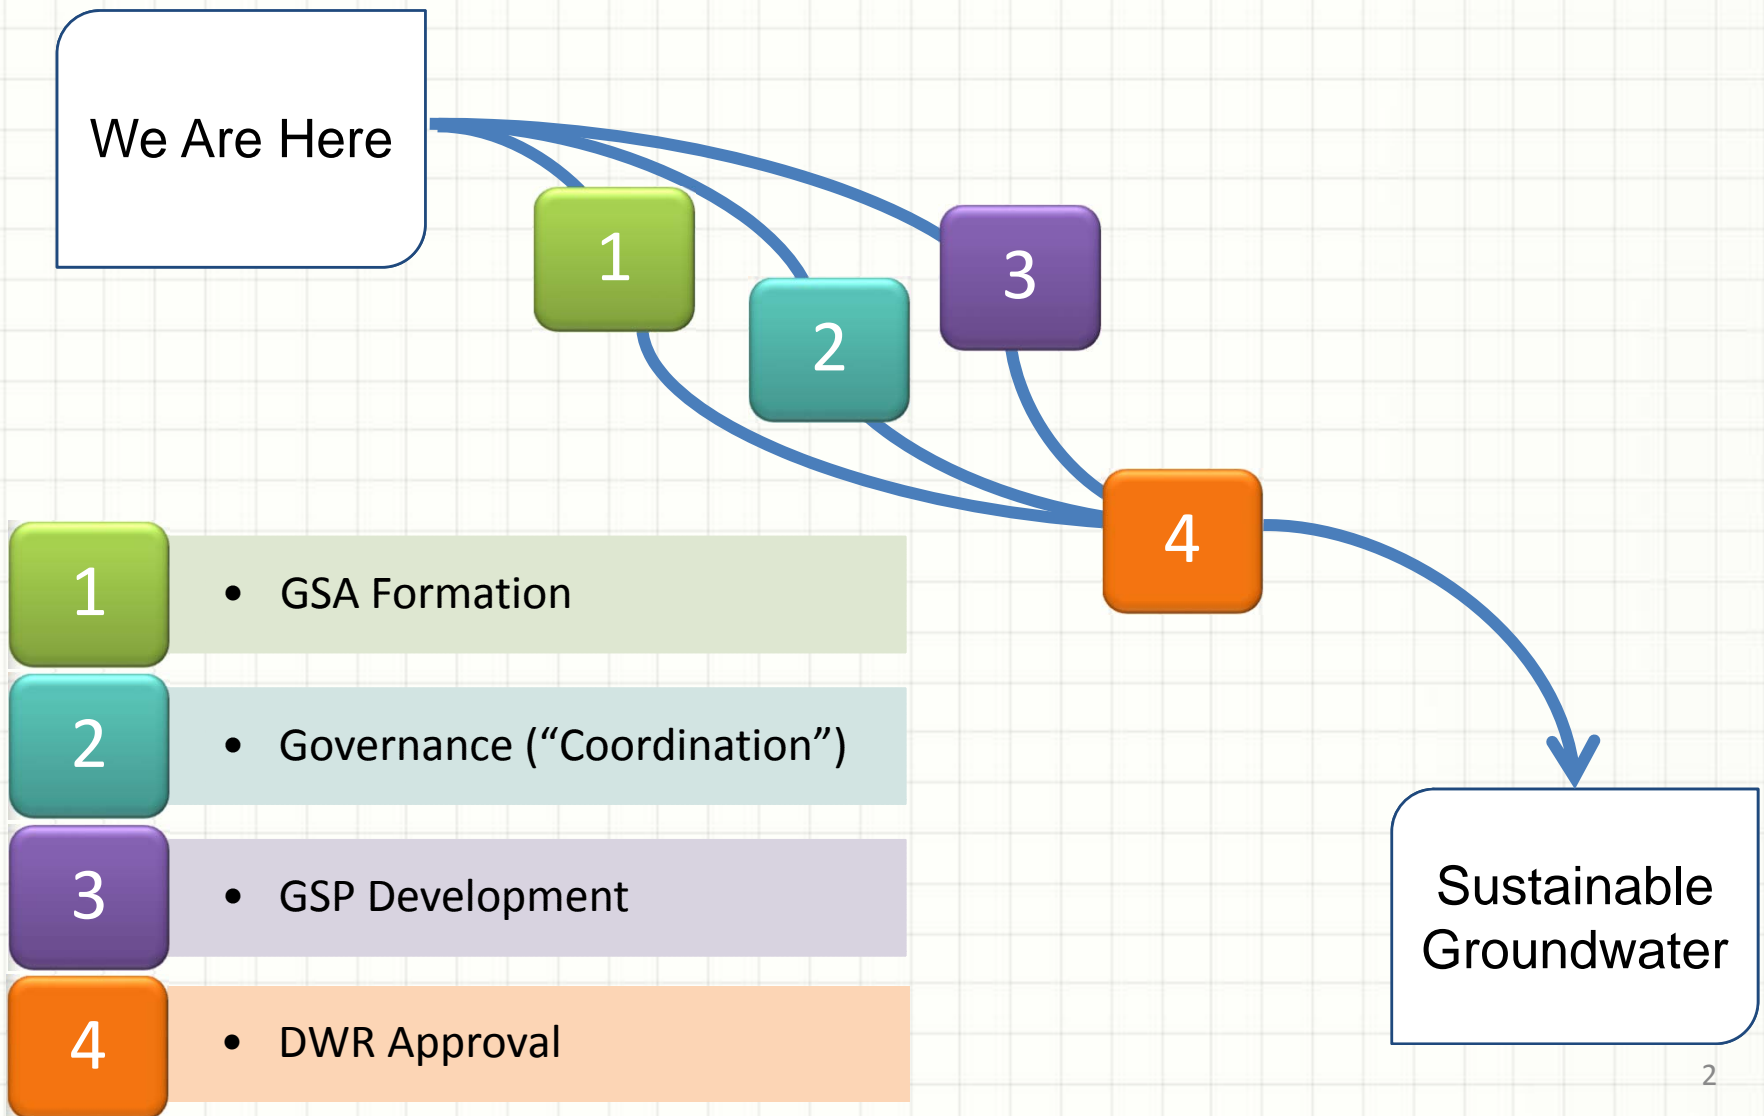 We Are Here
1
2
3
4
1
• GSA Formation
2
• Governance (“Coordination”)
3
• GSP Development
4
• DWR Approval
Sustainable
Groundwater
2